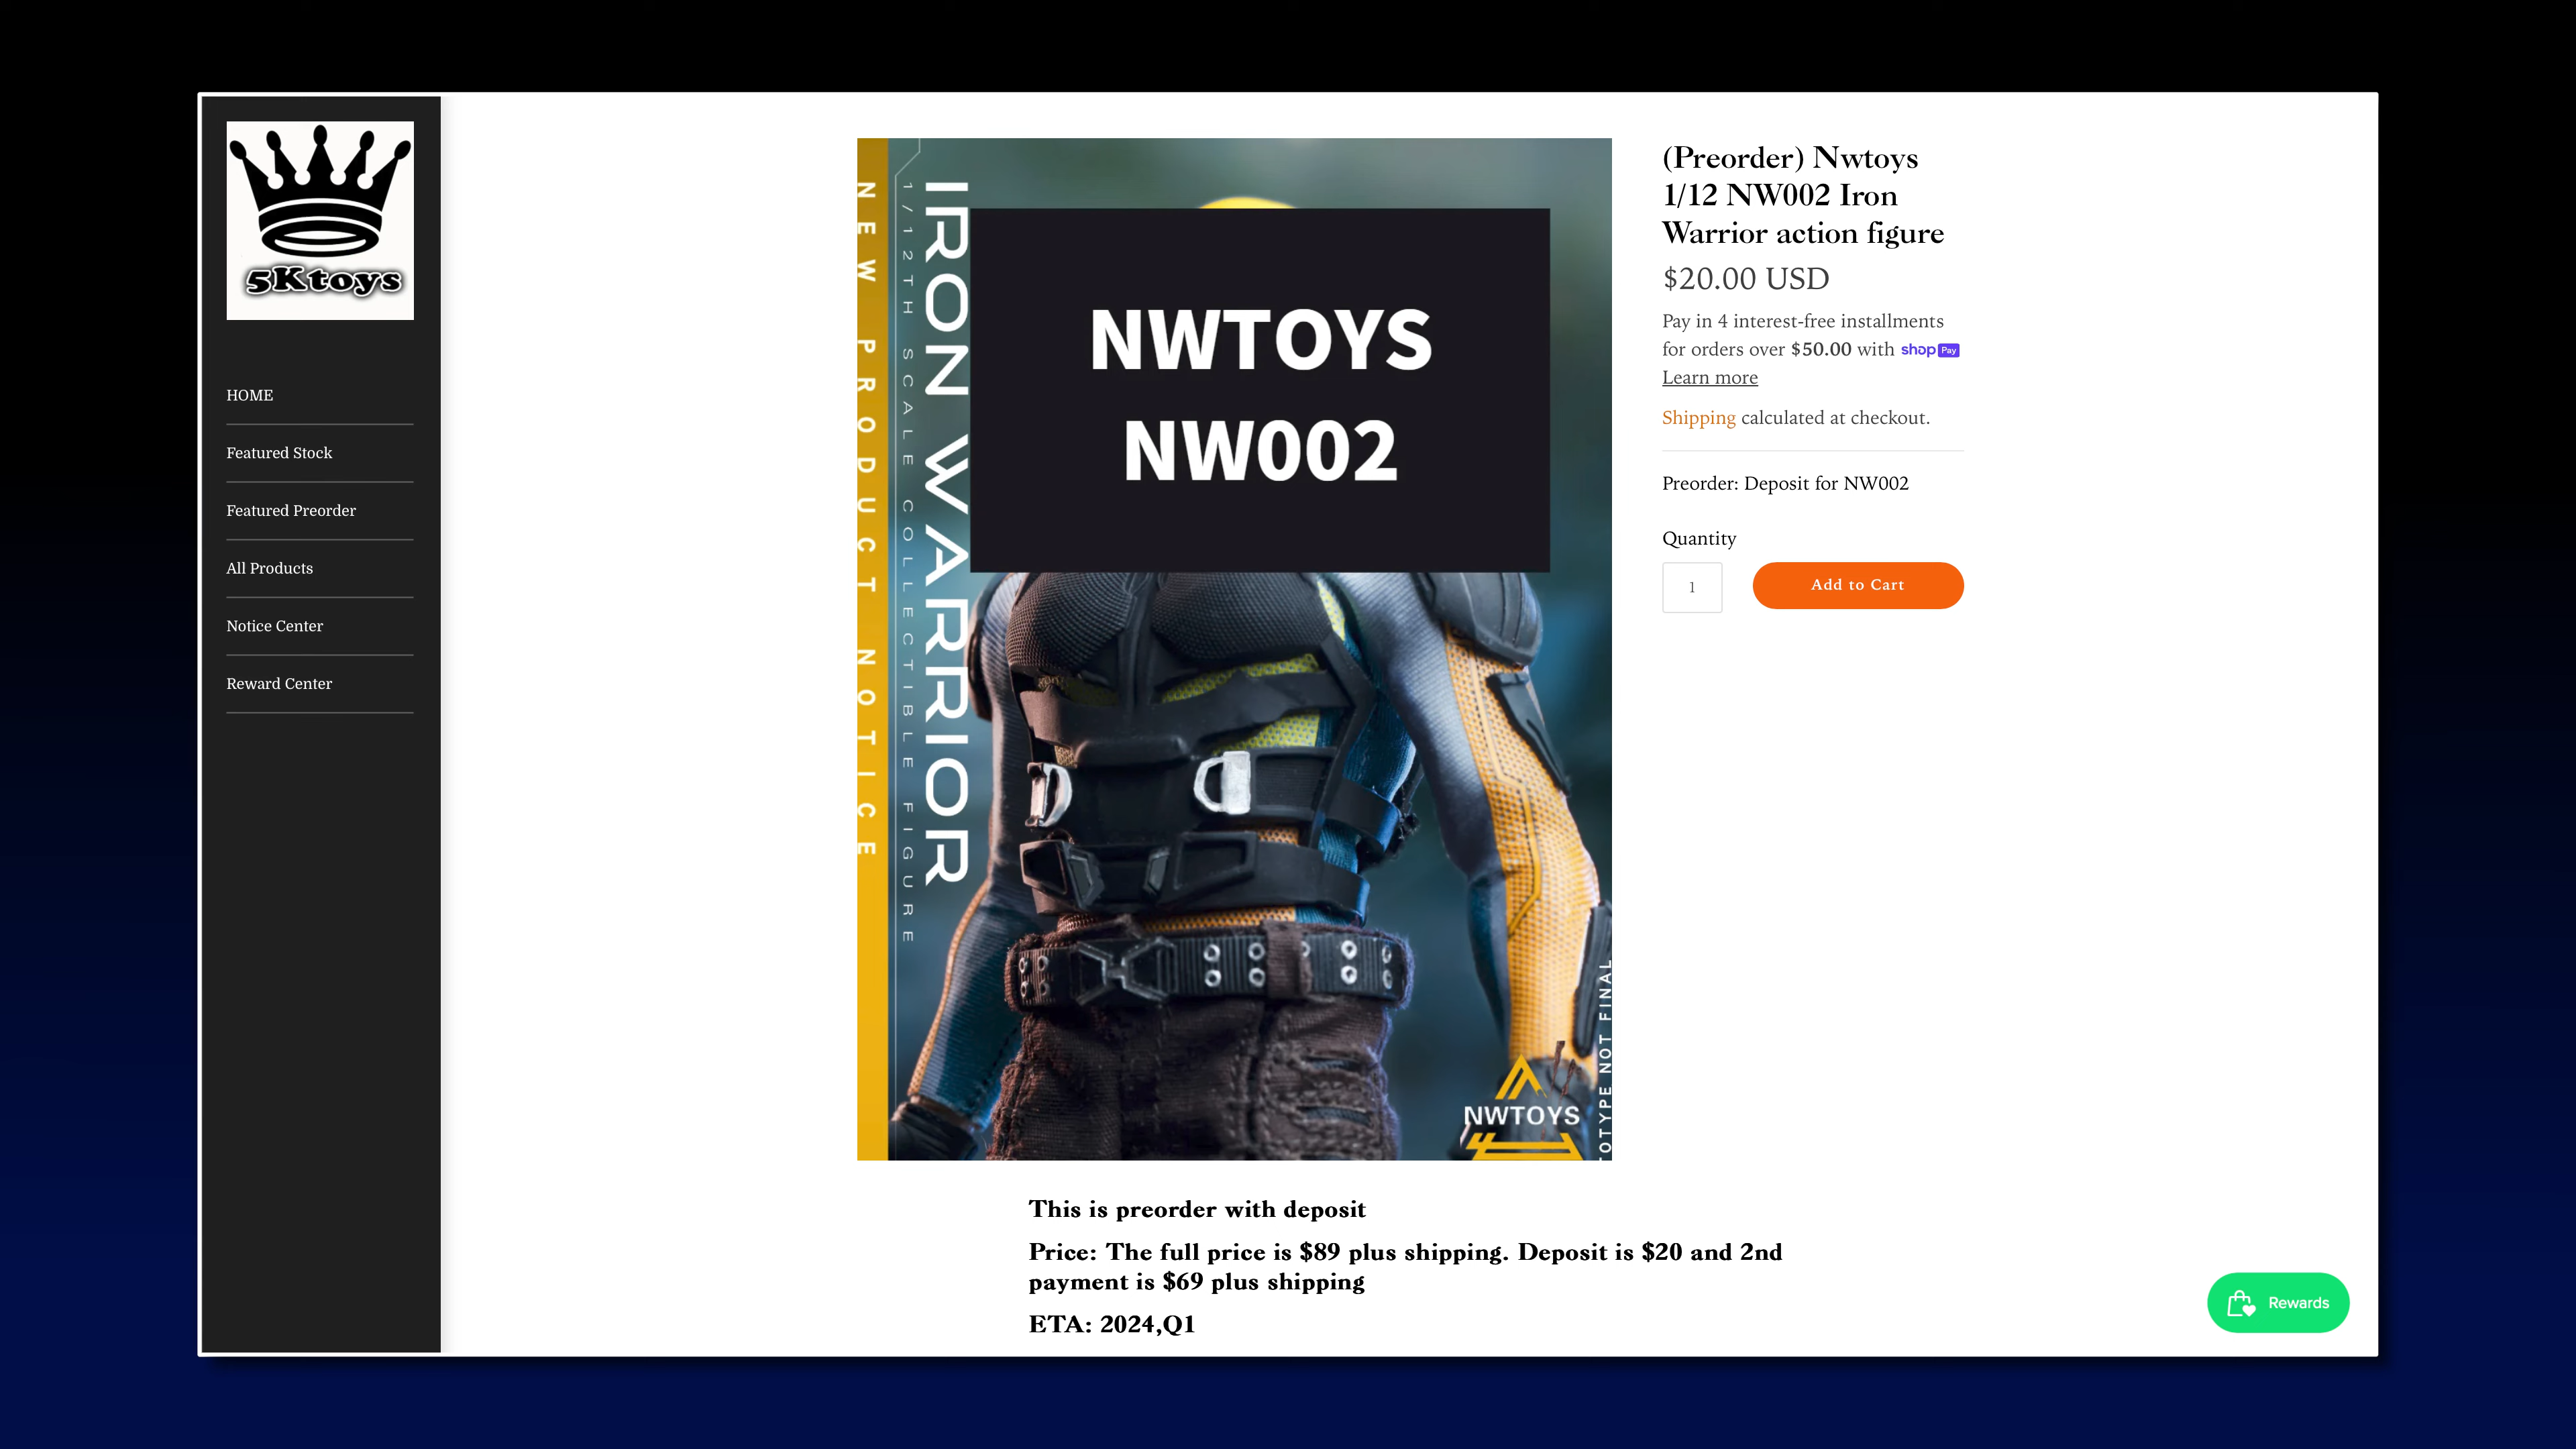 5Ktoys
HOME
Featured Stock
Featured Preorder
All Products
Notice Center
Reward Center
NEW PRODUCT NOTICE
1/12TH SCALE COLLECTIBLE FIGURE
IRON WARRIOR
NWTOYS
NW002
NWTOYS
NOT FINAL
(Preorder) Nwtoys
1/12 NW002 Iron
Warrior action figure
$20.00 USD
Pay in 4 interest-free installments
for orders over $50.00 with shop Pay
Learn more
Shipping calculated at checkout.
Preorder: Deposit for NW002
Quantity
1
Add to Cart
This is preorder with deposit
Price: The full price is $89 plus shipping. Deposit is $20 and 2nd
payment is $69 plus shipping
ETA: 2024,Q1
Rewards